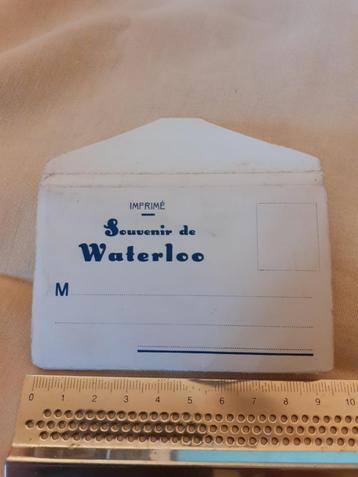 IMPRIMÉ
Souvenir de
Waterloo
M
0 1 2 3 4 5 6 7 8 9 10